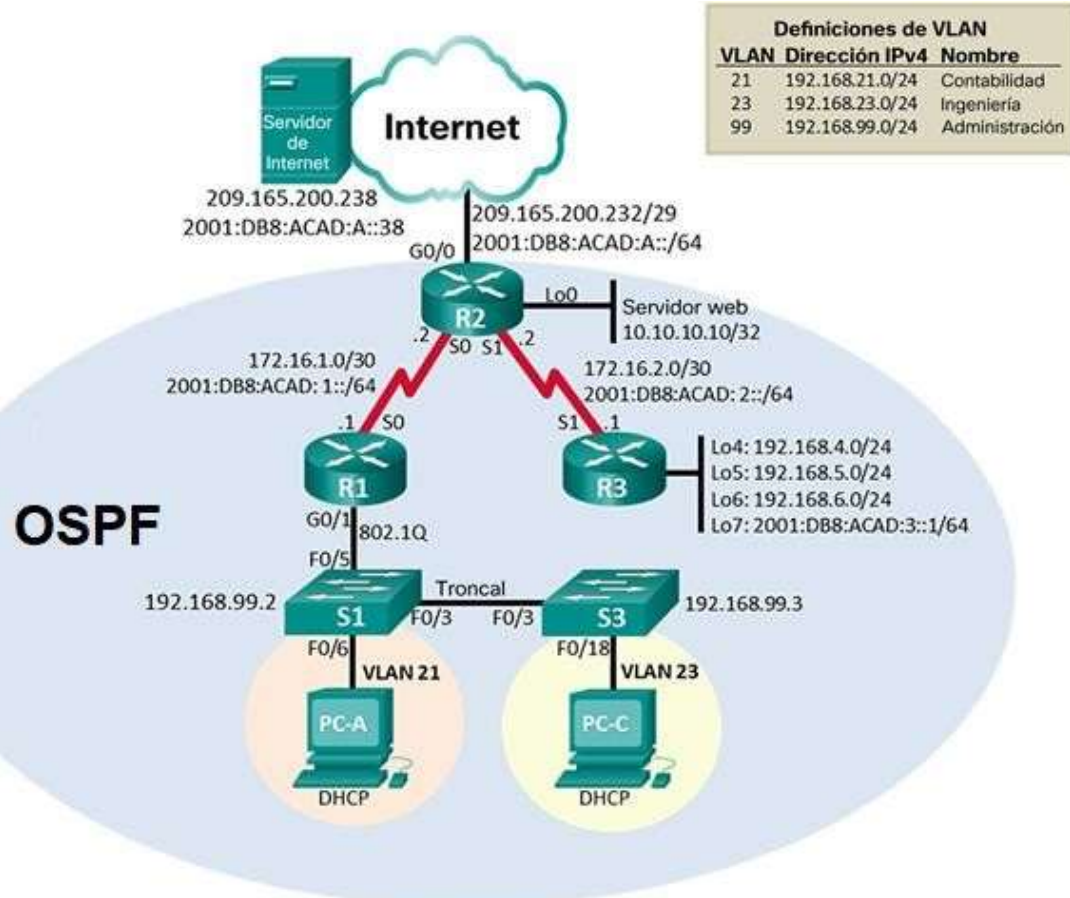 Definiciones de VLAN
VLAN Dirección IPv4 Nombre
21 192.168.21.0/24 Contabilidad
23 192.168.23.0/24 Ingeniería
99 192.168.99.0/24 Administración
Servidor
de
Internet
Internet
209.165.200.238
2001:DB8:ACAD:A::38
209.165.200.232/29
2001:DB8:ACAD:A::/64
G0/0
R2
Lo0
Servidor web
10.10.10.10/32
.2
S0
S1
.2
172.16.1.0/30
2001:DB8:ACAD: 1::/64
172.16.2.0/30
2001:DB8:ACAD: 2::/64
.1
S0
S1
.1
R1
R3
Lo4: 192.168.4.0/24
Lo5: 192.168.5.0/24
Lo6: 192.168.6.0/24
Lo7: 2001:DB8:ACAD:3::1/64
OSPF
G0/1
802.1Q
F0/5
192.168.99.2
S1
Troncal
F0/3
F0/3
S3
192.168.99.3
F0/6
F0/18
VLAN 21
VLAN 23
PC-A
PC-C
DHCP
DHCP